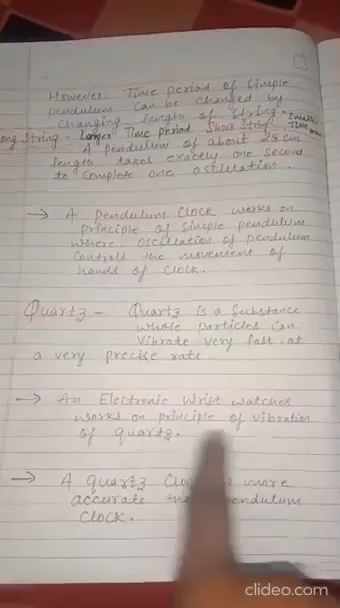 However, Time period of Simple
pendulum can be changed by
changing length of String.
Long String - Longer Time period, Short String Smaller Time
A pendulum of about 25 cm
length takes exactly one second
to complete one oscillation.
→ A Pendulum Clock works on
principle of simple pendulum
where oscillation of pendulum
controls the movement of
hands of clock.
Quartz - Quartz is a Substance
whose particles can
vibrate very fast at
a very precise rate.
→ An Electronic Wrist watches
works on principle of vibration
of quartz.
→ A quartz more
accurate pendulum
Clock.
clideo.com